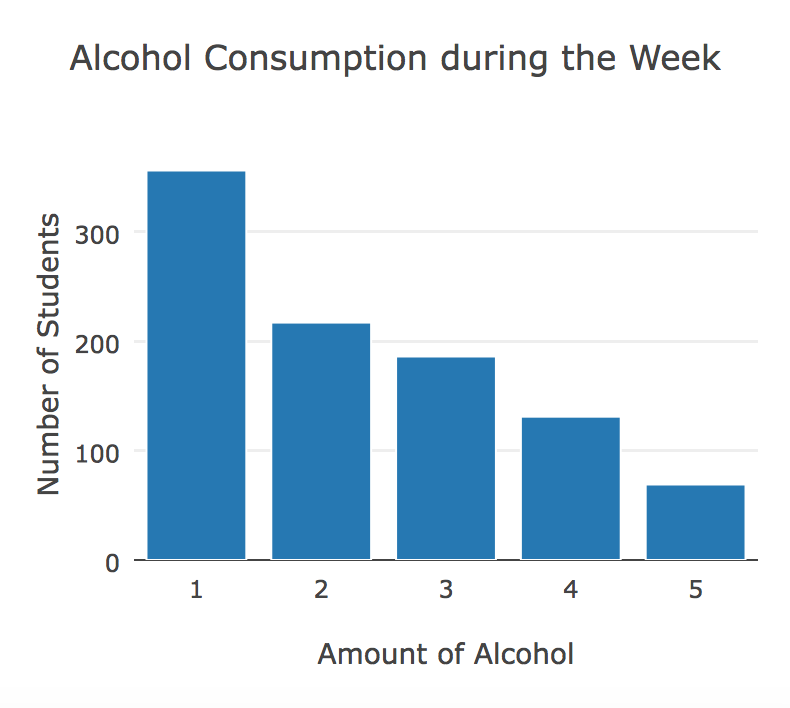 Alcohol Consumption during the Week
Number of Students
300
200
100
0
1 2 3 4 5
Amount of Alcohol